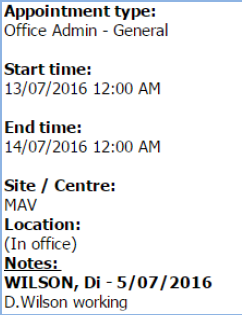 Appointment type:
Office Admin - General
Start time:
13/07/2016 12:00 AM
End time:
14/07/2016 12:00 AM
Site / Centre:
MAV
Location:
(In office)
Notes:
WILSON, Di - 5/07/2016
D.Wilson working